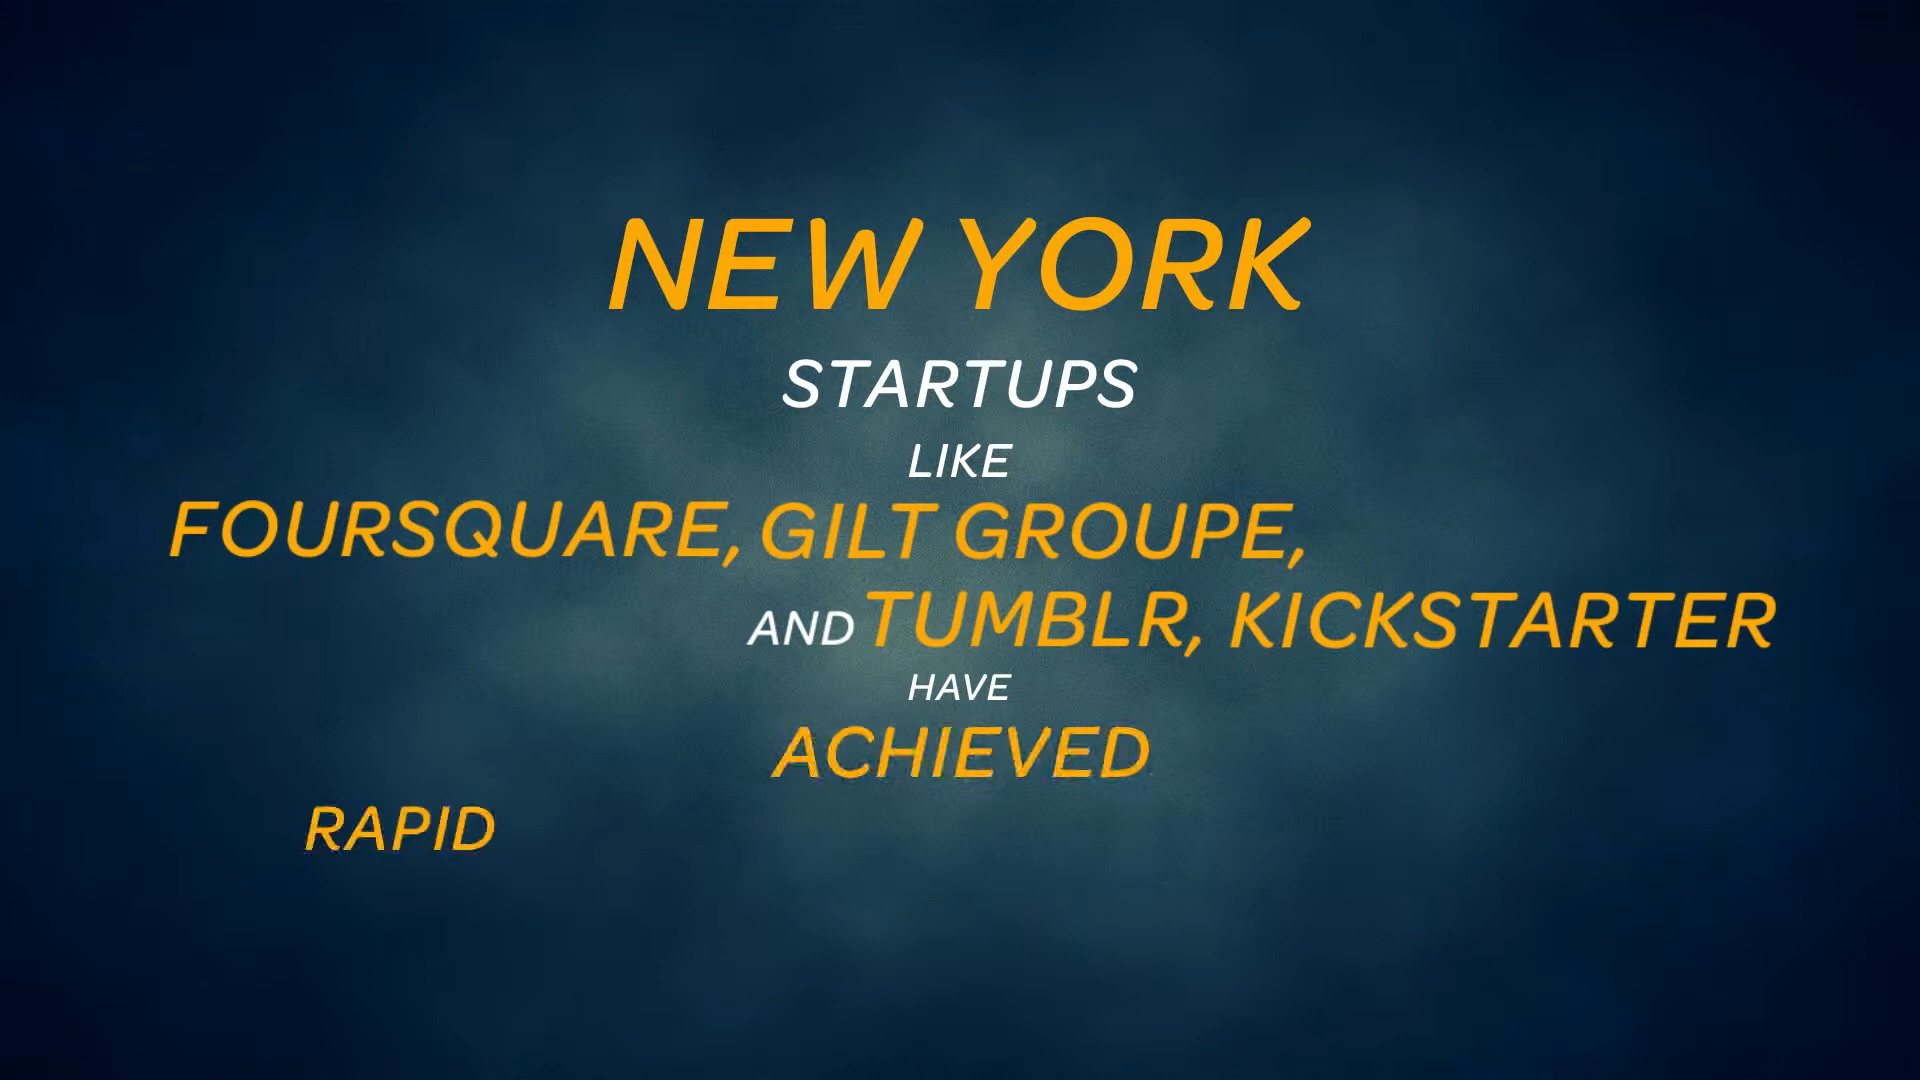 NEW YORK
STARTUPS
LIKE
FOURSQUARE, GILT GROUPE,
AND TUMBLR, KICKSTARTER
HAVE
ACHIEVED
RAPID